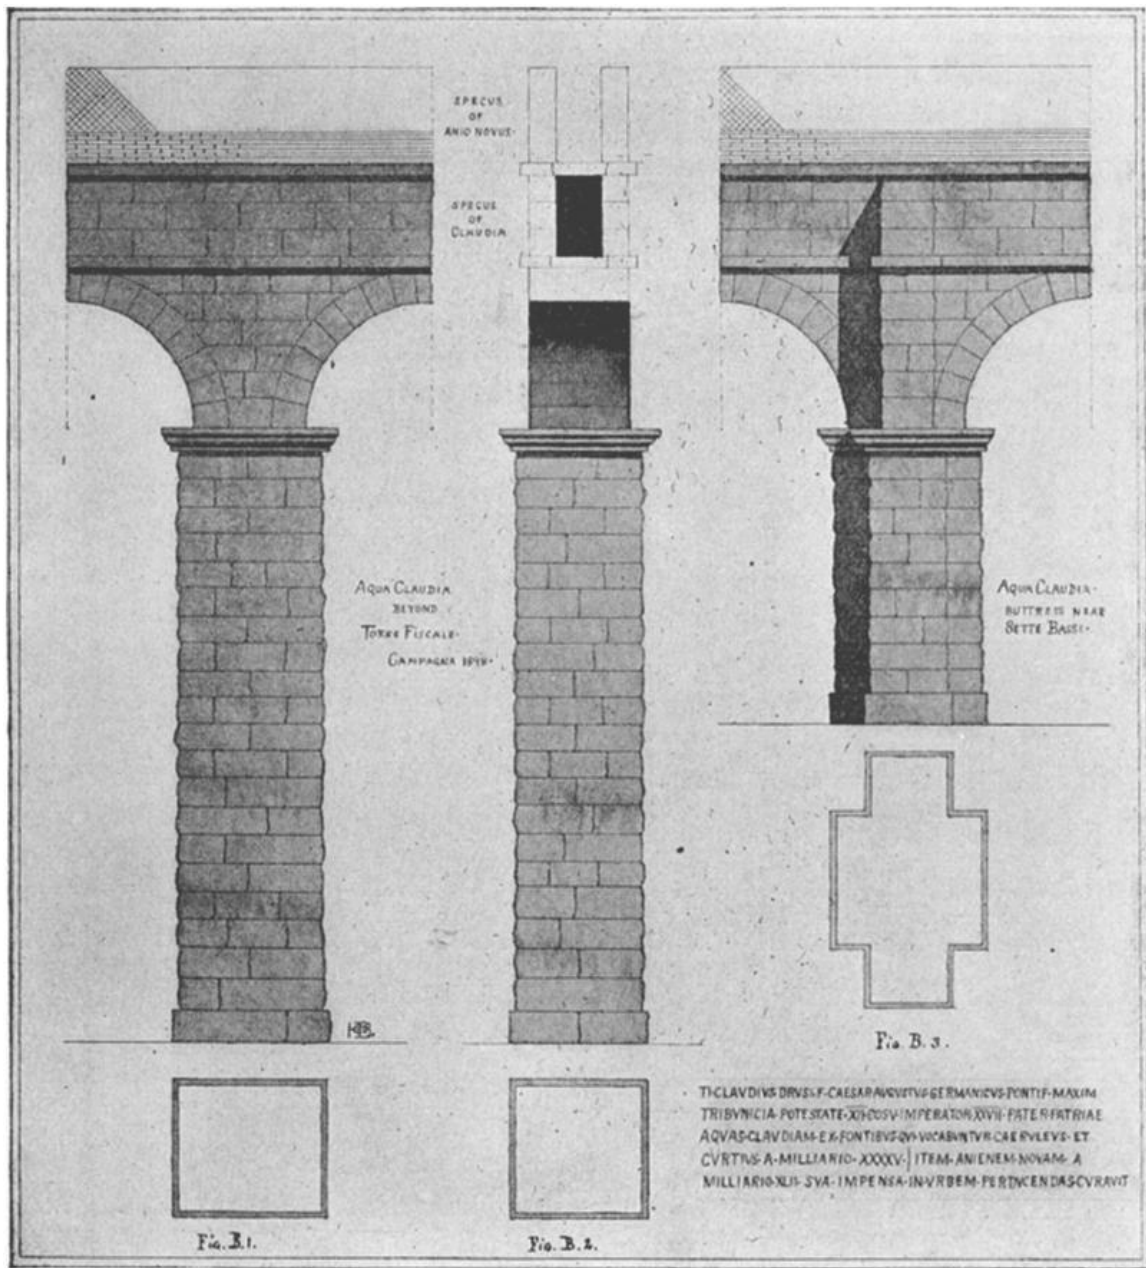 SPECUS
OF
ANIO NOVUS·
SPECUS
OF
CLAUDIA
AQUA CLAUDIA
BEYOND
TORRE FISCALE·
CAMPAGNA
AQUA CLAUDIA·
BUTTRESS NEAR
SETTE BASSI·
HB.
Fig. B. 3.
TI·CLAVDIVS·DRVSI·F·CAESAR·AVGVSTVS·GERMANICVS·PONTIF·MAXIM
TRIBVNICIA·POTESTATE·XII·COS·V·IMPERATOR·XXVII·PATER·PATRIAE
AQVAS·CLAVDIAM·EX·FONTIBVS·QVI·VOCABVNTVR·CAERVLEVS·ET
CVRTIVS·A·MILLIARIO·XXXXV·| ITEM·ANIENEM·NOVAM·A
MILLIARIO·XLII·SVA·IMPENSA·IN·VRBEM·PERDVCENDAS·CVRAVIT
Fig. B. 1.
Fig. B. 2.